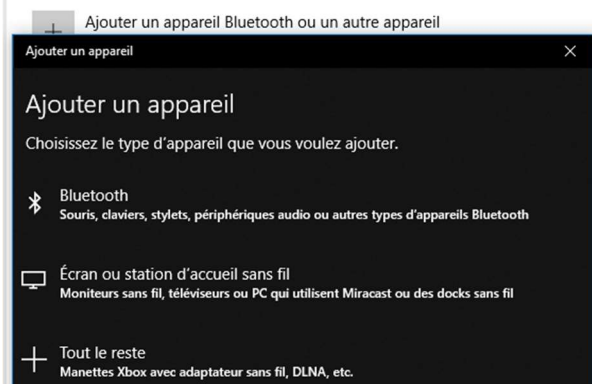 Ajouter un appareil Bluetooth ou un autre appareil
Ajouter un appareil
Ajouter un appareil
Choisissez le type d'appareil que vous voulez ajouter.
Bluetooth
Souris, claviers, stylets, périphériques audio ou autres types d'appareils Bluetooth
Écran ou station d'accueil sans fil
Moniteurs sans fil, téléviseurs ou PC qui utilisent Miracast ou des docks sans fil
Tout le reste
Manettes Xbox avec adaptateur sans fil, DLNA, etc.